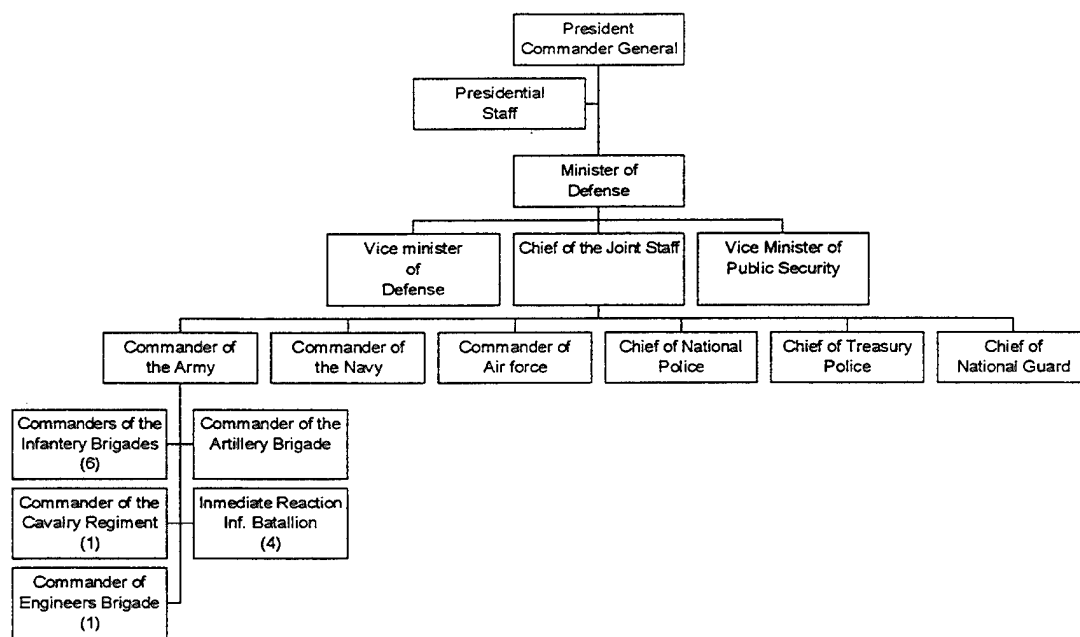 President
Commander General
Presidential
Staff
Minister of
Defense
Vice minister
of
Defense
Chief of the Joint Staff
Vice Minister of
Public Security
Commander of
the Army
Commander of
the Navy
Commander of
Air force
Chief of National
Police
Chief of Treasury
Police
Chief of
National Guard
Commanders of the
Infantery Brigades
(6)
Commander of the
Artillery Brigade
Commander of the
Cavalry Regiment
(1)
Inmediate Reaction
Inf. Batallion
(4)
Commander of
Engineers Brigade
(1)